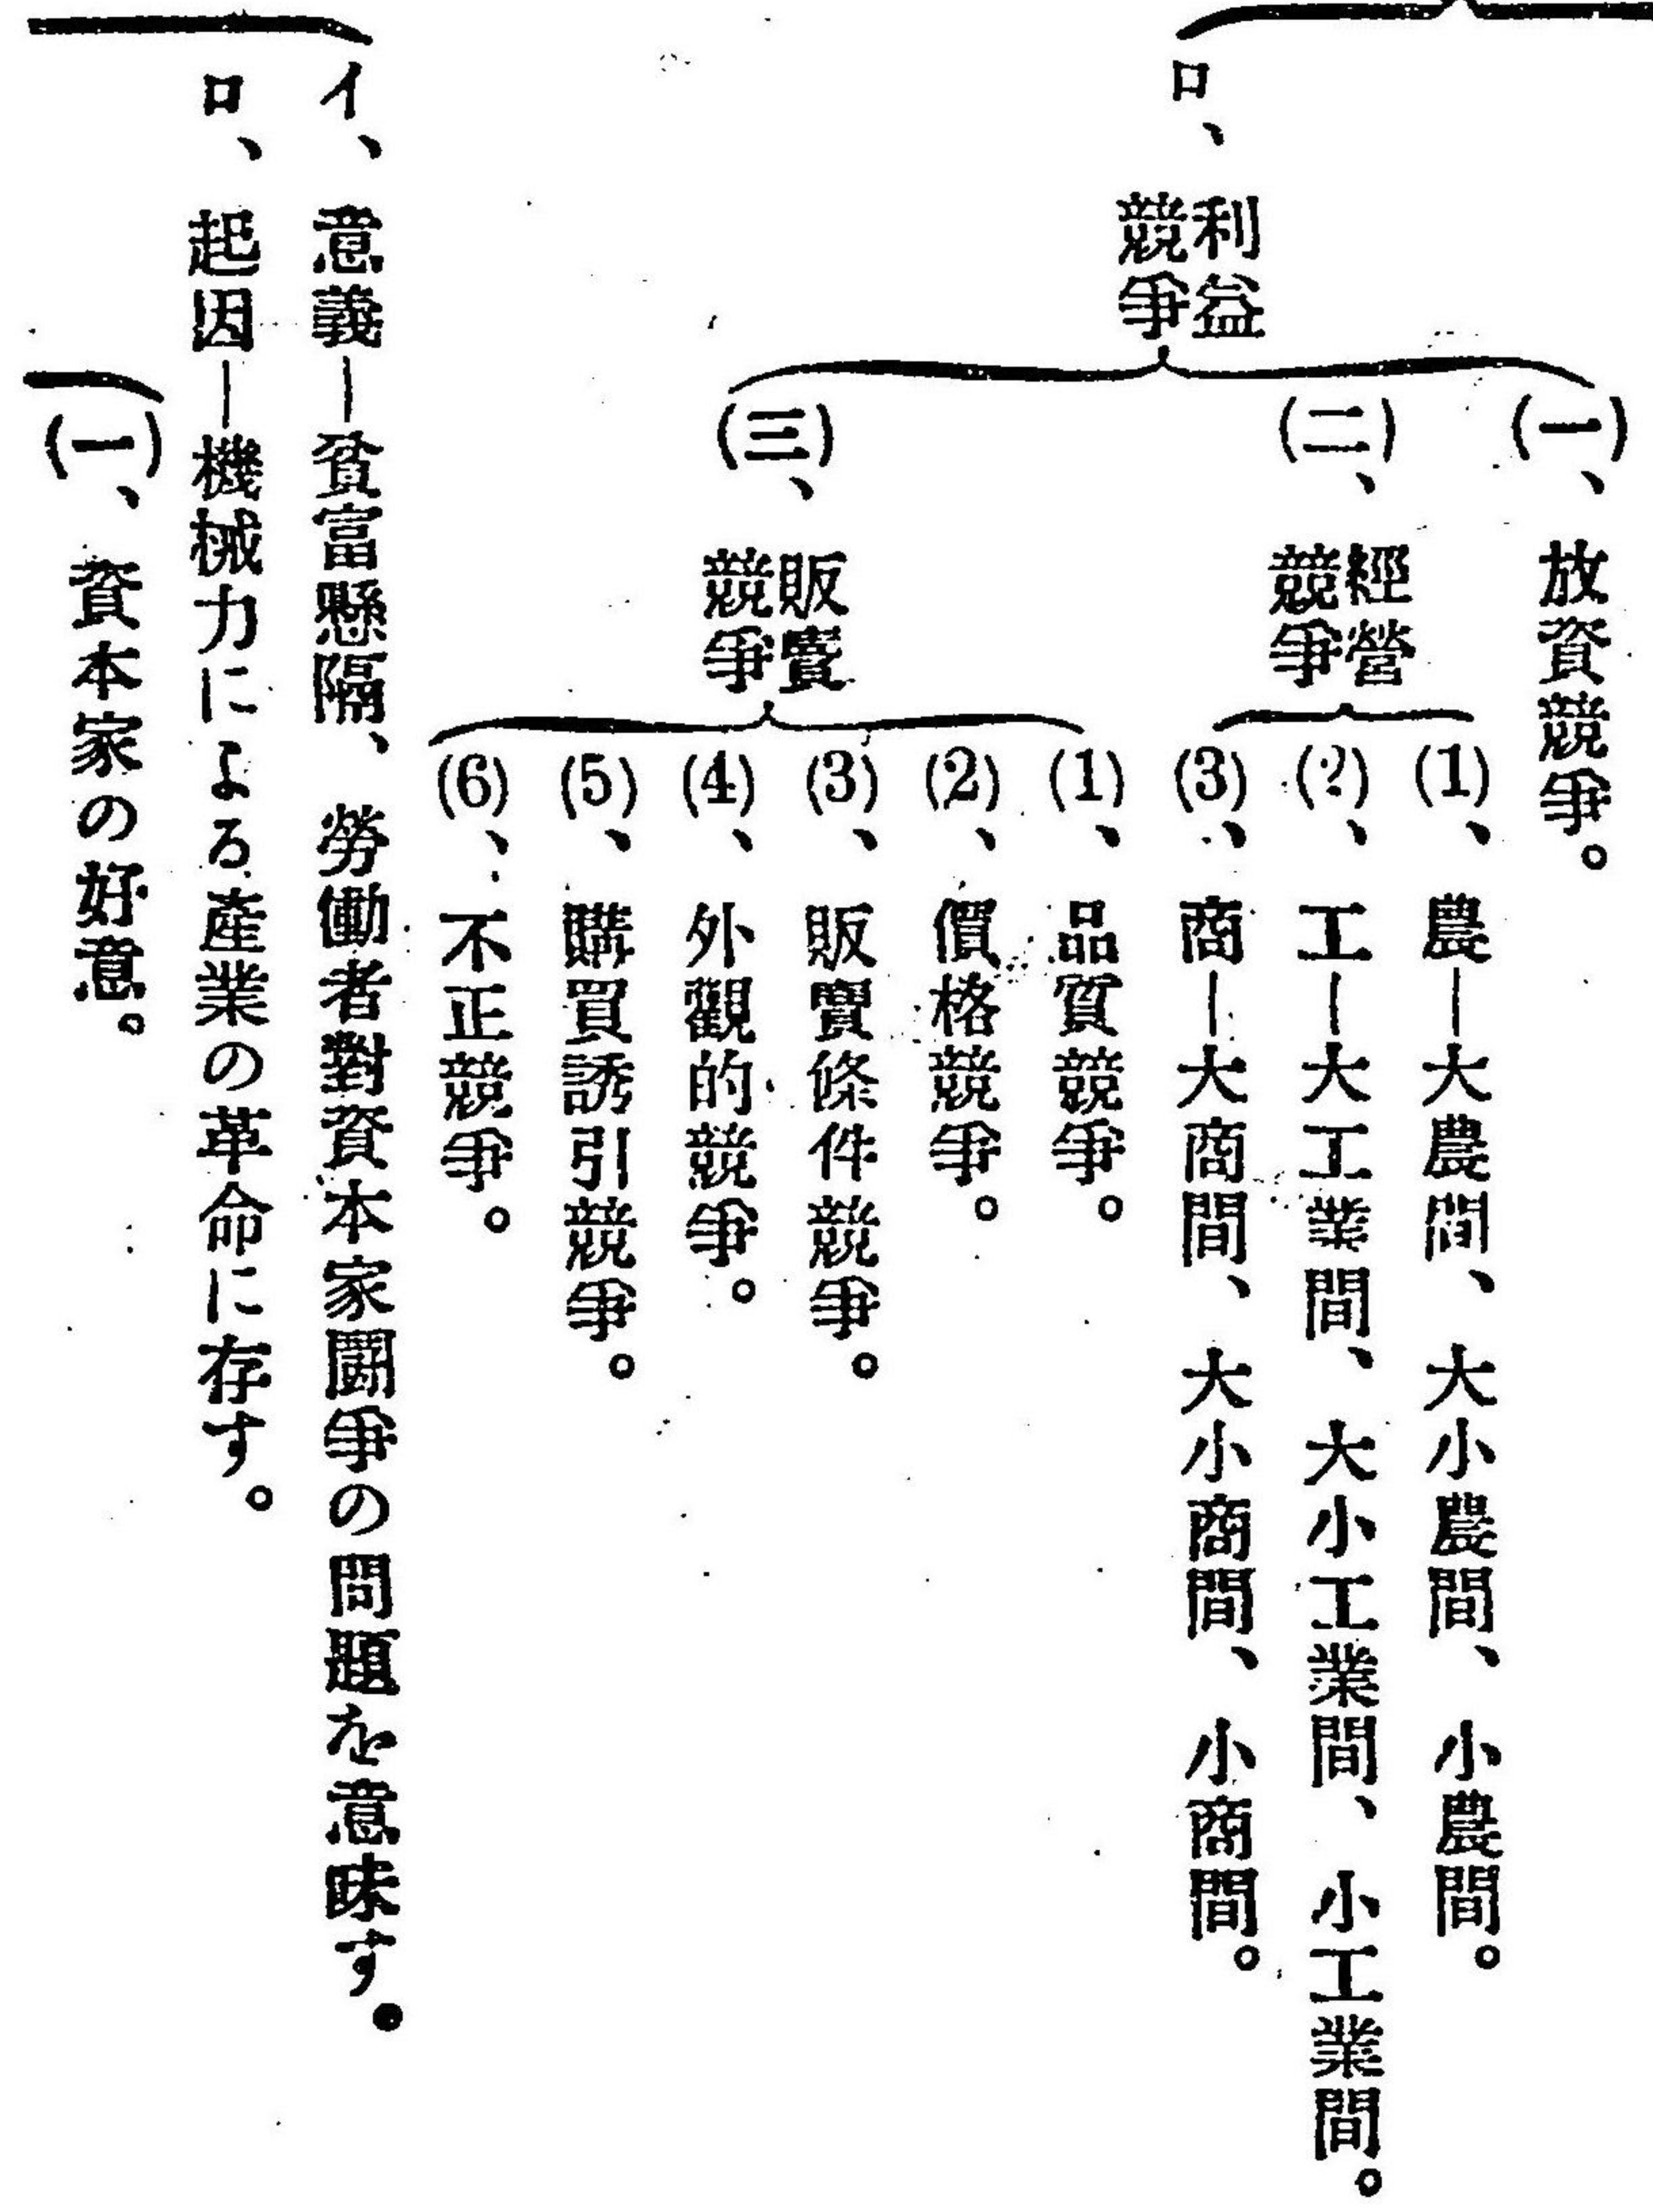 ロ、利益競爭
(一)、放資競爭。
(二)、經營競爭
(1)、農―大農間、大小農間、小農間。
(2)、工―大工業間、大小工業間、小工業間。
(3)、商―大商間、大小商間、小商間。
(三)、販賣競爭
(1)、品質競爭。
(2)、價格競爭。
(3)、販賣條件競爭。
(4)、外觀的競爭。
(5)、購買誘引競爭。
(6)、不正競爭。
イ、意義―貧富懸隔、勞働者對資本家鬪爭の問題を意味す。
ロ、起因―機械力による產業の革命に存す。
(一)、資本家の好意。